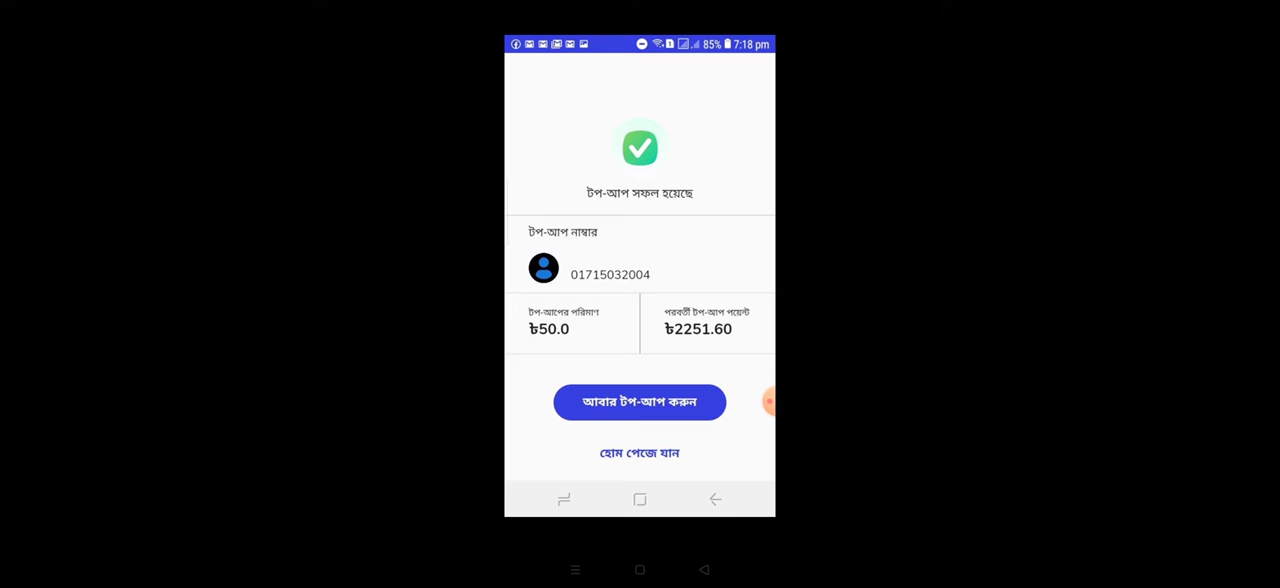 85% 7:18 pm
টপ-আপ সফল হয়েছে
টপ-আপ নাম্বার
01715032004
টপ-আপের পরিমাণ
৳50.0
পরবর্তী টপ-আপ পয়েন্ট
৳2251.60
আবার টপ-আপ করুন
হোম পেজে যান